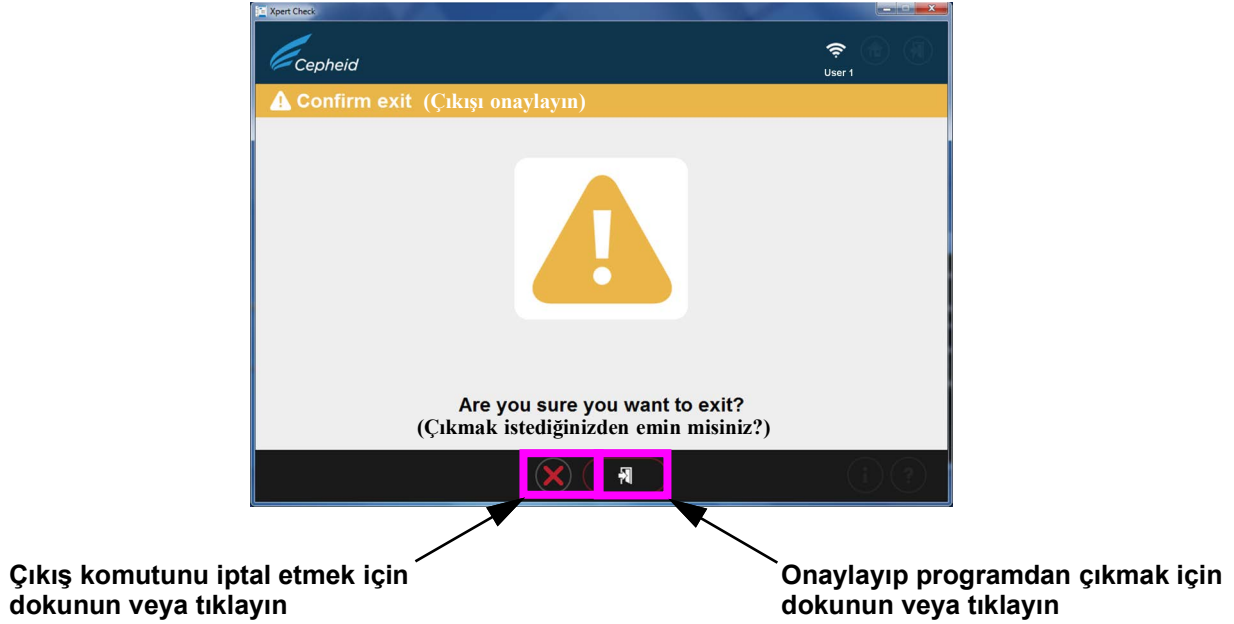 Xpert Check
Cepheid
User 1
Confirm exit (Çıkışı onaylayın)
Are you sure you want to exit?
(Çıkmak istediğinizden emin misiniz?)
Çıkış komutunu iptal etmek için
dokunun veya tıklayın
Onaylayıp programdan çıkmak için
dokunun veya tıklayın